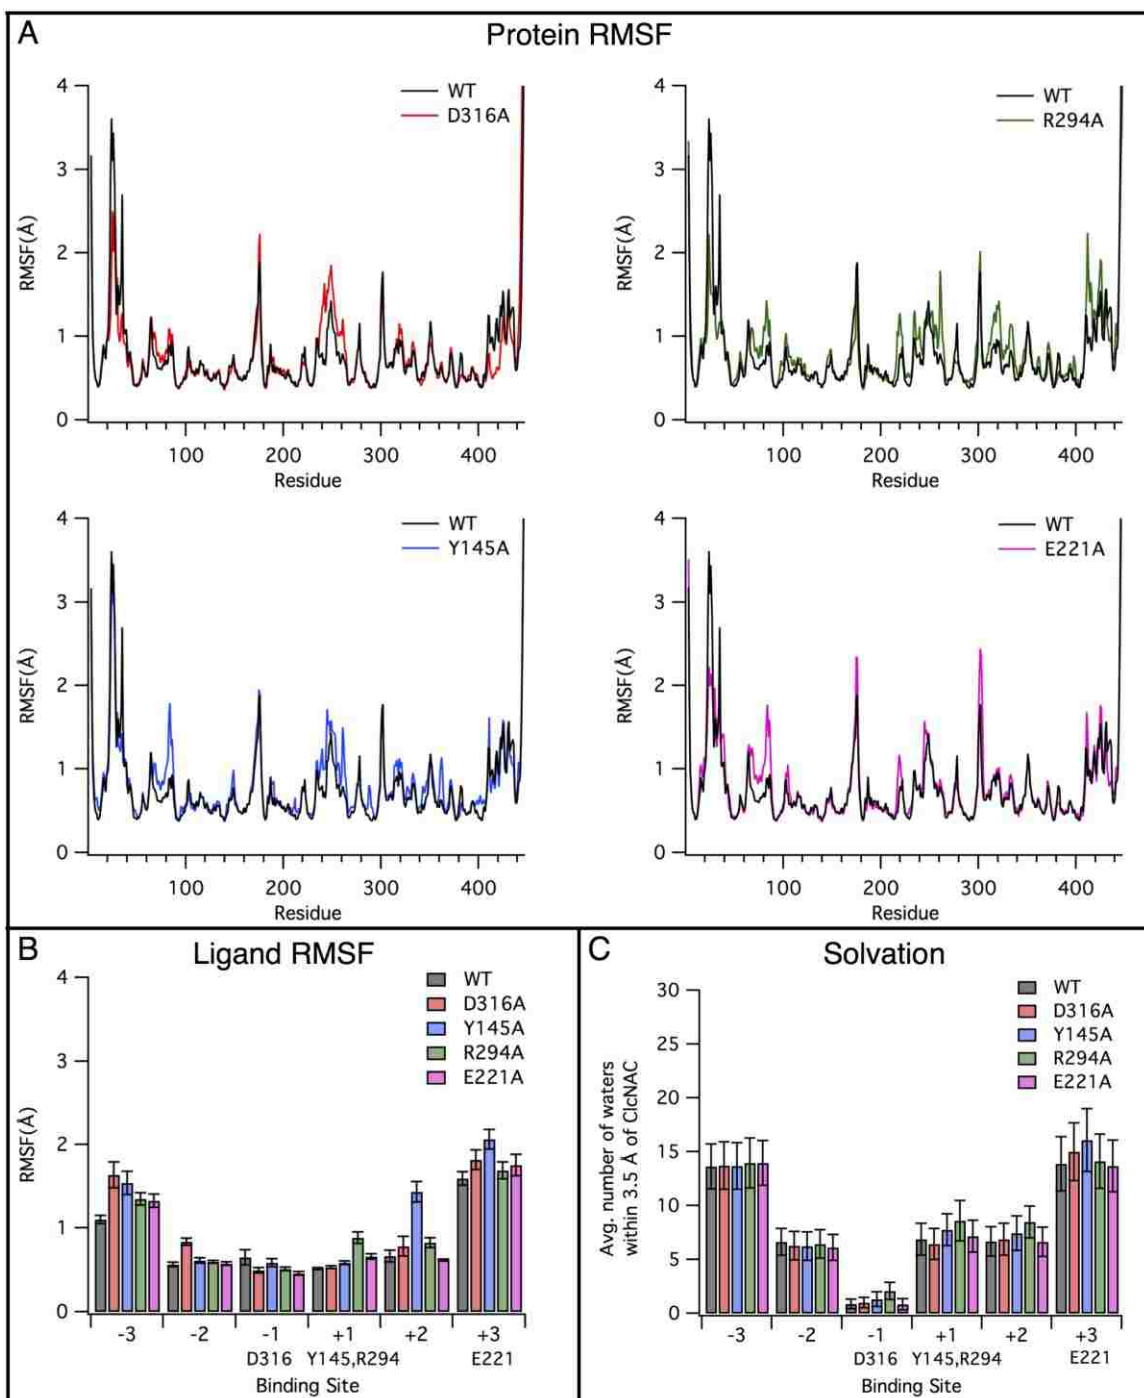 A
Protein RMSF
WT
D316A
RMSF(Å)
4
3
2
1
0
100 200 300 400
Residue
WT
R294A
RMSF(Å)
4
3
2
1
0
100 200 300 400
Residue
WT
Y145A
RMSF(Å)
4
3
2
1
0
100 200 300 400
Residue
WT
E221A
RMSF(Å)
4
3
2
1
0
100 200 300 400
Residue
B
Ligand RMSF
WT
D316A
Y145A
R294A
E221A
RMSF(Å)
4
3
2
1
0
-3 -2 -1 +1 +2 +3
D316 Y145,R294 E221
Binding Site
C
Solvation
WT
D316A
Y145A
R294A
E221A
Avg. number of waters
within 3.5 Å of ClcNAC
30
25
20
15
10
5
0
-3 -2 -1 +1 +2 +3
D316 Y145,R294 E221
Binding Site